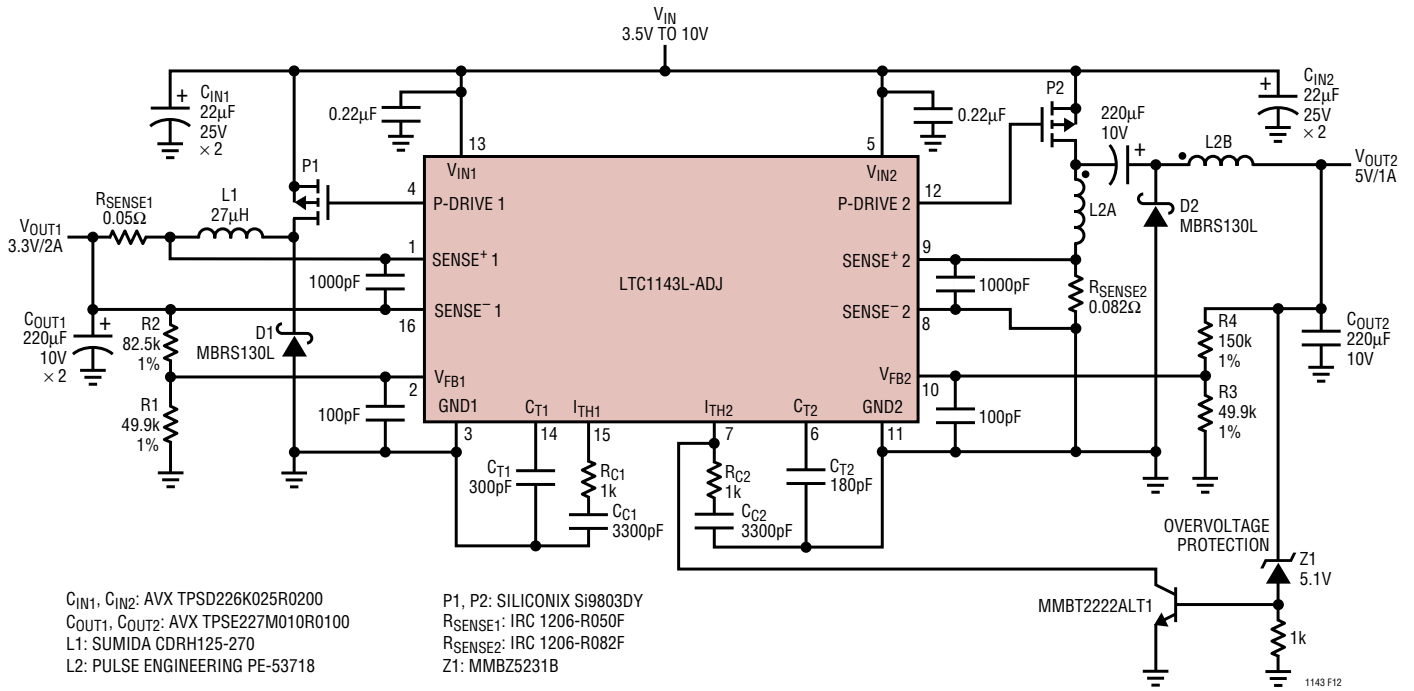 VIN
3.5V TO 10V
CIN1
22µF
25V
× 2
+
0.22µF
13
5
0.22µF
P2
220µF
10V
+
L2B
+
CIN2
22µF
25V
× 2
VOUT2
5V/1A
P1
VIN1
VIN2
4
P-DRIVE 1
P-DRIVE 2
12
L2A
D2
MBRS130L
RSENSE1
0.05Ω
L1
27µH
VOUT1
3.3V/2A
1
SENSE+ 1
SENSE+ 2
9
1000pF
LTC1143L-ADJ
1000pF
RSENSE2
0.082Ω
SENSE– 1
16
SENSE– 2
8
COUT1
220µF
10V
× 2
+
R2
82.5k
1%
D1
MBRS130L
R4
150k
1%
COUT2
220µF
10V
VFB1
2
VFB2
10
R1
49.9k
1%
100pF
GND1
CT1
ITH1
ITH2
CT2
GND2
100pF
R3
49.9k
1%
3
14
15
7
6
11
CT1
300pF
RC1
1k
CC1
3300pF
RC2
1k
CC2
3300pF
CT2
180pF
OVERVOLTAGE
PROTECTION
Z1
5.1V
MMBT2222ALT1
1k
CIN1, CIN2: AVX TPSD226K025R0200
COUT1, COUT2: AVX TPSE227M010R0100
L1: SUMIDA CDRH125-270
L2: PULSE ENGINEERING PE-53718
P1, P2: SILICONIX Si9803DY
RSENSE1: IRC 1206-R050F
RSENSE2: IRC 1206-R082F
Z1: MMBZ5231B
1143 F12